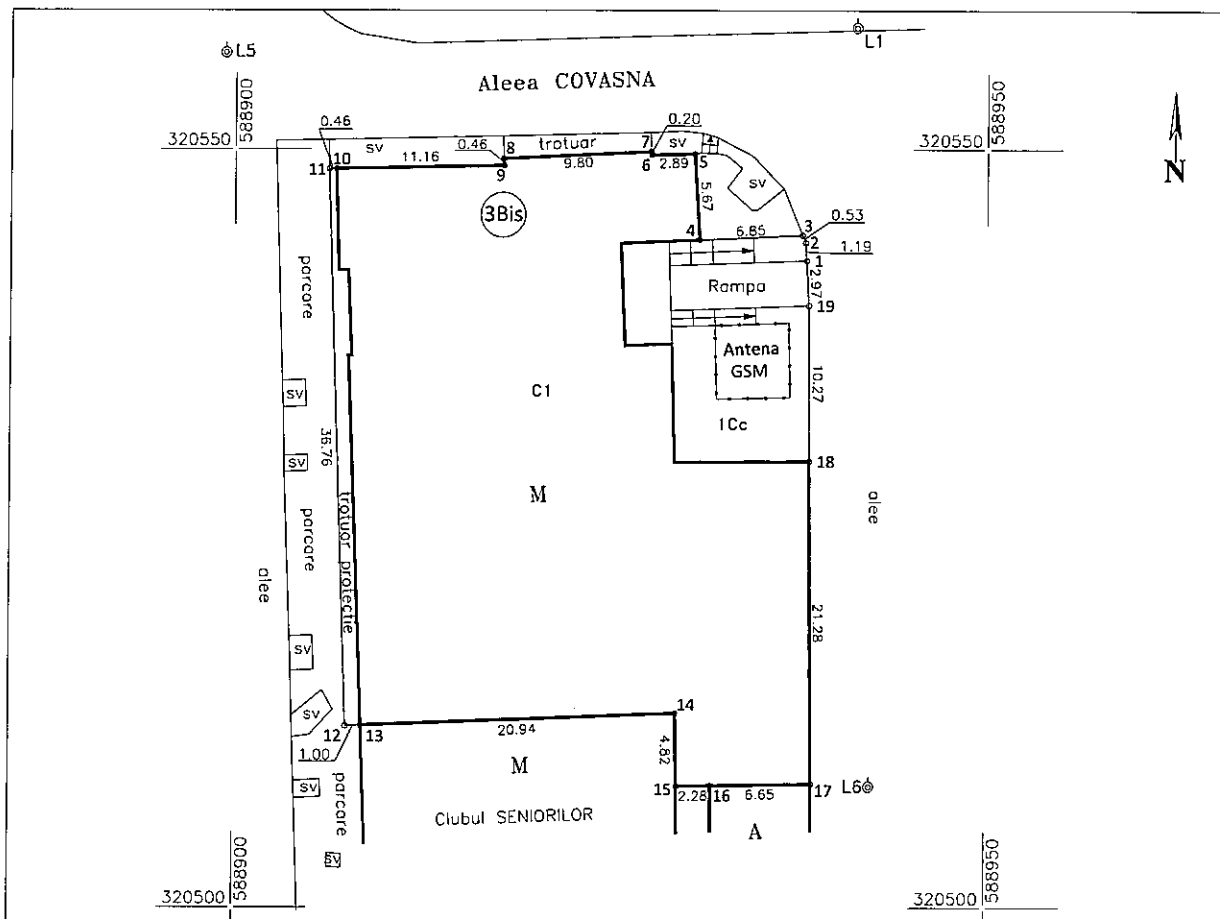 L5
L1
Aleea COVASNA
588900
588950
320550
320550
0.46
0.20
N
sv
8
trotuar
7
sv
11
10
11.16
0.46
9.80
6
2.89
5
9
sv
3Bis
5.67
3
0.53
4
6.85
2
1.19
1
parcare
Rampa
2.97
19
Antena
GSM
C1
10.27
sv
1Cc
36.76
sv
18
M
trotuar protectie
parcare
alee
alee
21.28
sv
sv
14
12
13
20.94
1.00
4.82
M
sv
parcare
15
2.28
16
6.65
17
L6
Clubul SENIORILOR
A
sv
588900
588950
320500
320500